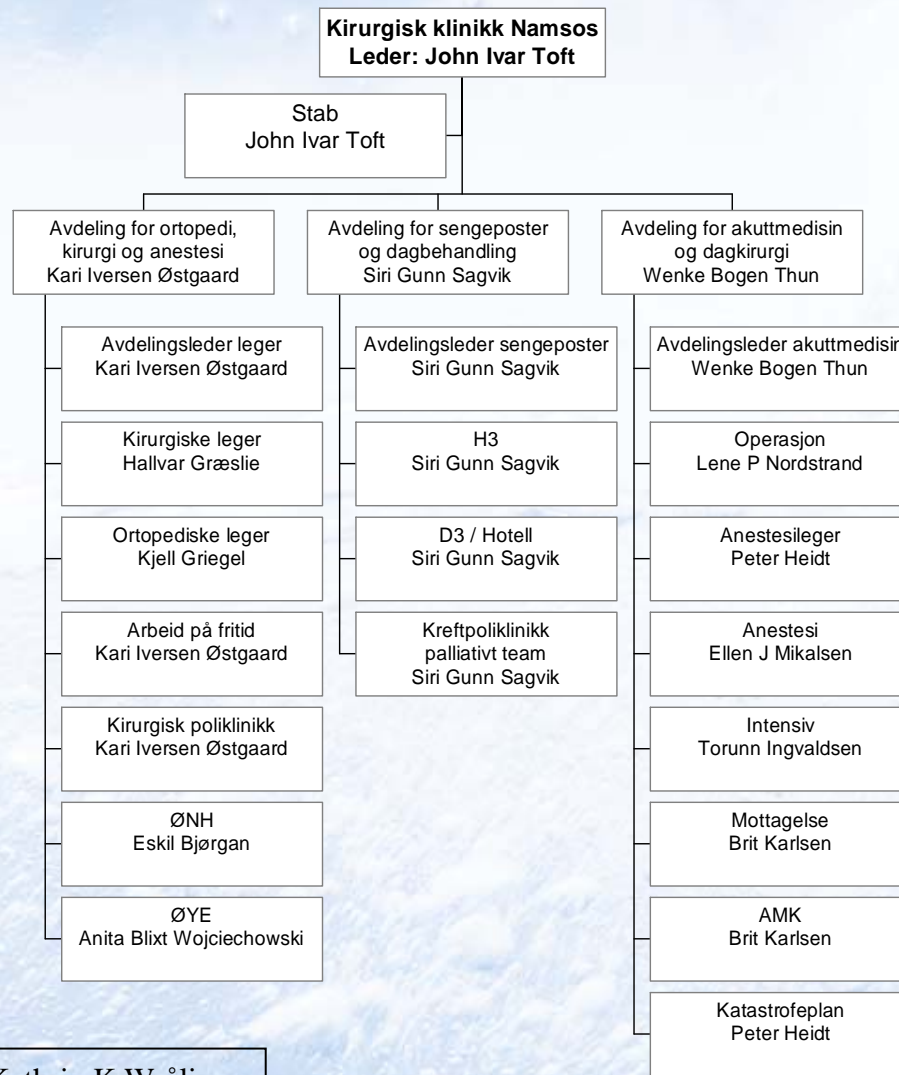 Kirurgisk klinikk Namsos
Leder: John Ivar Toft
Stab
John Ivar Toft
Avdeling for ortopedi,
kirurgi og anestesi
Kari Iversen Østgaard
Avdelingsleder leger
Kari Iversen Østgaard
Kirurgiske leger
Hallvar Græslie
Ortopediske leger
Kjell Griegel
Arbeid på fritid
Kari Iversen Østgaard
Kirurgisk poliklinikk
Kari Iversen Østgaard
ØNH
Eskil Bjørgan
ØYE
Anita Blixt Wojciechowski
Avdeling for sengeposter
og dagbehandling
Siri Gunn Sagvik
Avdelingsleder sengeposter
Siri Gunn Sagvik
H3
Siri Gunn Sagvik
D3 / Hotell
Siri Gunn Sagvik
Kreftpoliklinikk
palliativt team
Siri Gunn Sagvik
Avdeling for akuttmedisin
og dagkirurgi
Wenke Bogen Thun
Avdelingsleder akuttmedisin
Wenke Bogen Thun
Operasjon
Lene P Nordstrand
Anestesileger
Peter Heidt
Anestesi
Ellen J Mikalsen
Intensiv
Torunn Ingvaldsen
Mottagelse
Brit Karlsen
AMK
Brit Karlsen
Katastrofeplan
Peter Heidt